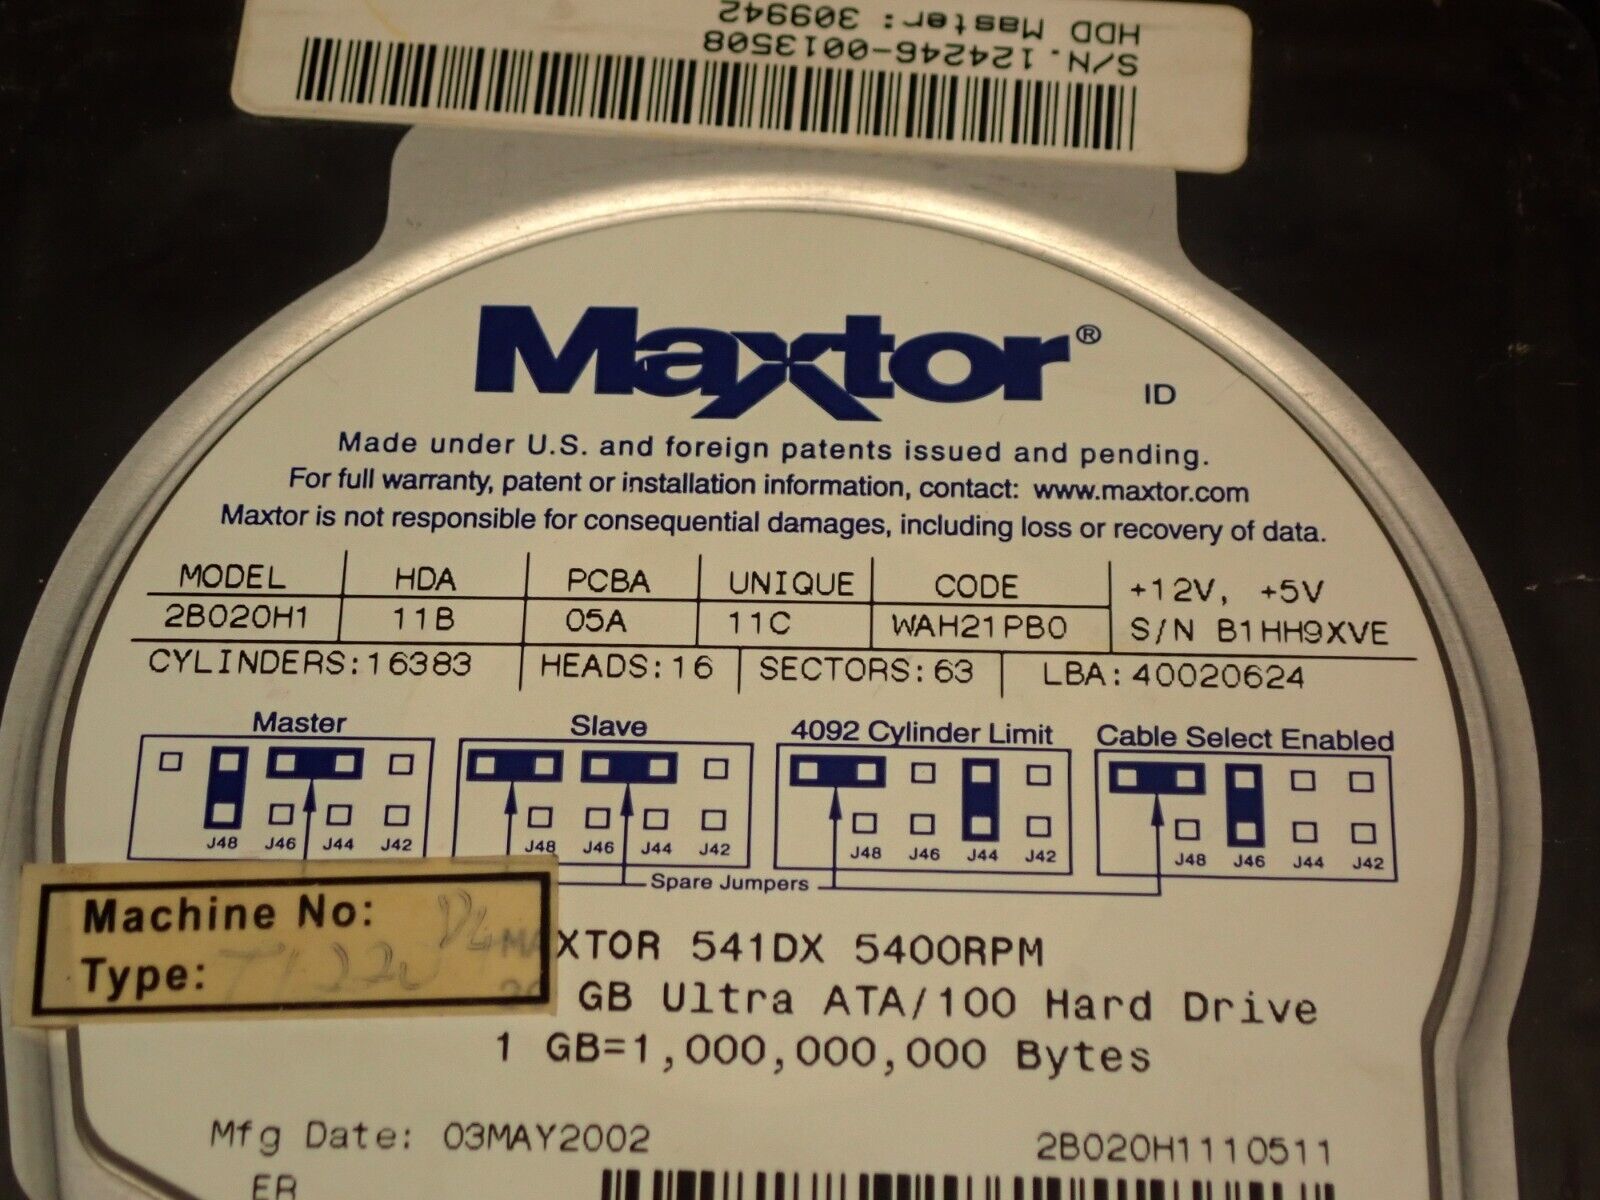 HDD Master: 309942
S/N. 124246-0013508
Maxtor®
ID
Made under U.S. and foreign patents issued and pending.
For full warranty, patent or installation information, contact: www.maxtor.com
Maxtor is not responsible for consequential damages, including loss or recovery of data.
MODEL HDA PCBA UNIQUE CODE +12V, +5V
2B020H1 11B 05A 11C WAH21PB0 S/N B1HH9XVE
CYLINDERS:16383 HEADS:16 SECTORS:63 LBA:40020624
Master Slave 4092 Cylinder Limit Cable Select Enabled
J48 J46 J44 J42 J48 J46 J44 J42 J48 J46 J44 J42 J48 J46 J44 J42
Spare Jumpers
Machine No:
Type:
MAXTOR 541DX 5400RPM
GB Ultra ATA/100 Hard Drive
1 GB=1,000,000,000 Bytes
Mfg Date: 03MAY2002 2B020H1110511